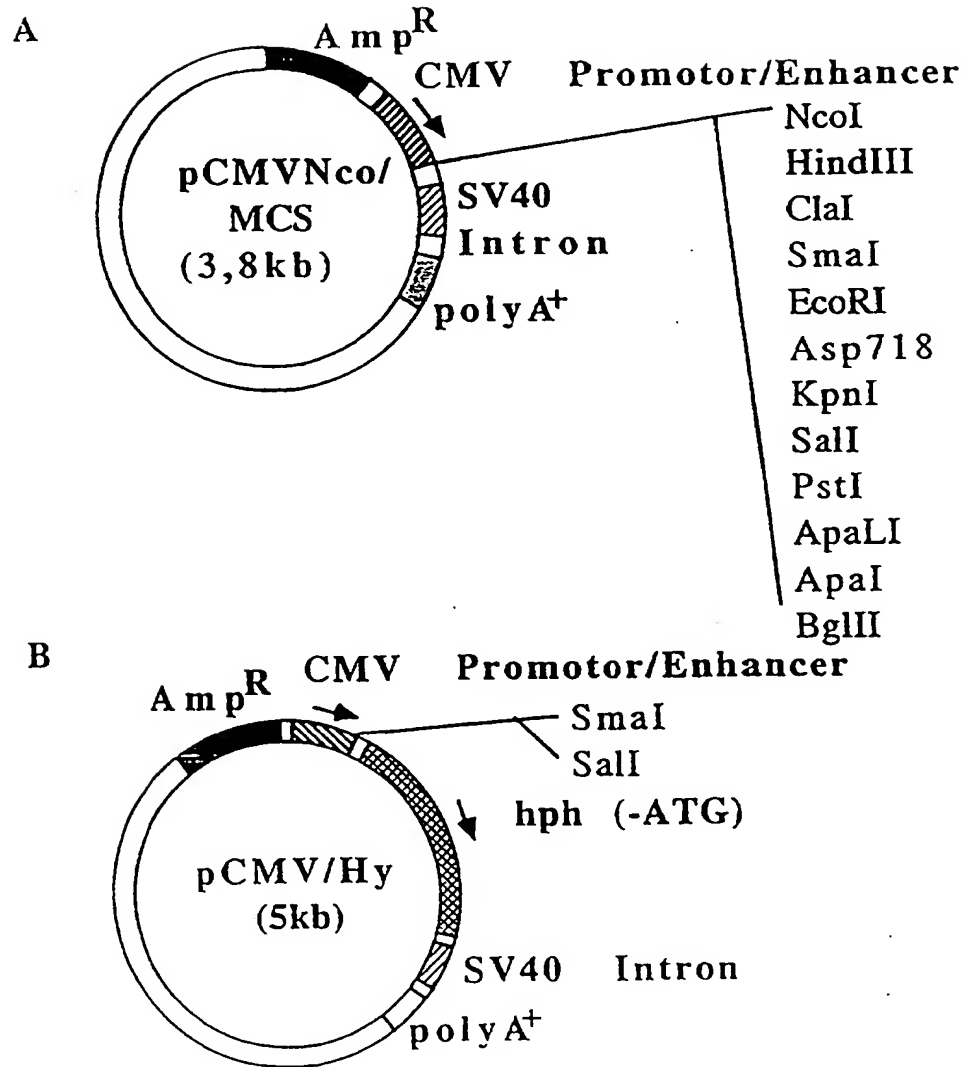 A
AmpR
CMV Promotor/Enhancer
NcoI
HindIII
ClaI
SmaI
EcoRI
Asp718
KpnI
SalI
PstI
ApaLI
ApaI
BglII
pCMVNco/
MCS
(3,8kb)
SV40
Intron
polyA+
B
AmpR
CMV Promotor/Enhancer
SmaI
SalI
hph (-ATG)
pCMV/Hy
(5kb)
SV40 Intron
polyA+